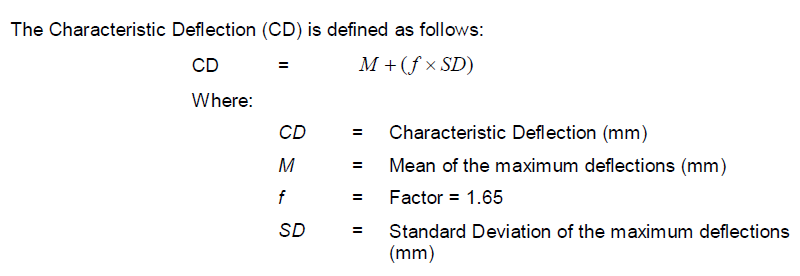 The Characteristic Deflection (CD) is defined as follows:
CD = M + (f × SD)
Where:
CD = Characteristic Deflection (mm)
M = Mean of the maximum deflections (mm)
f = Factor = 1.65
SD = Standard Deviation of the maximum deflections
(mm)